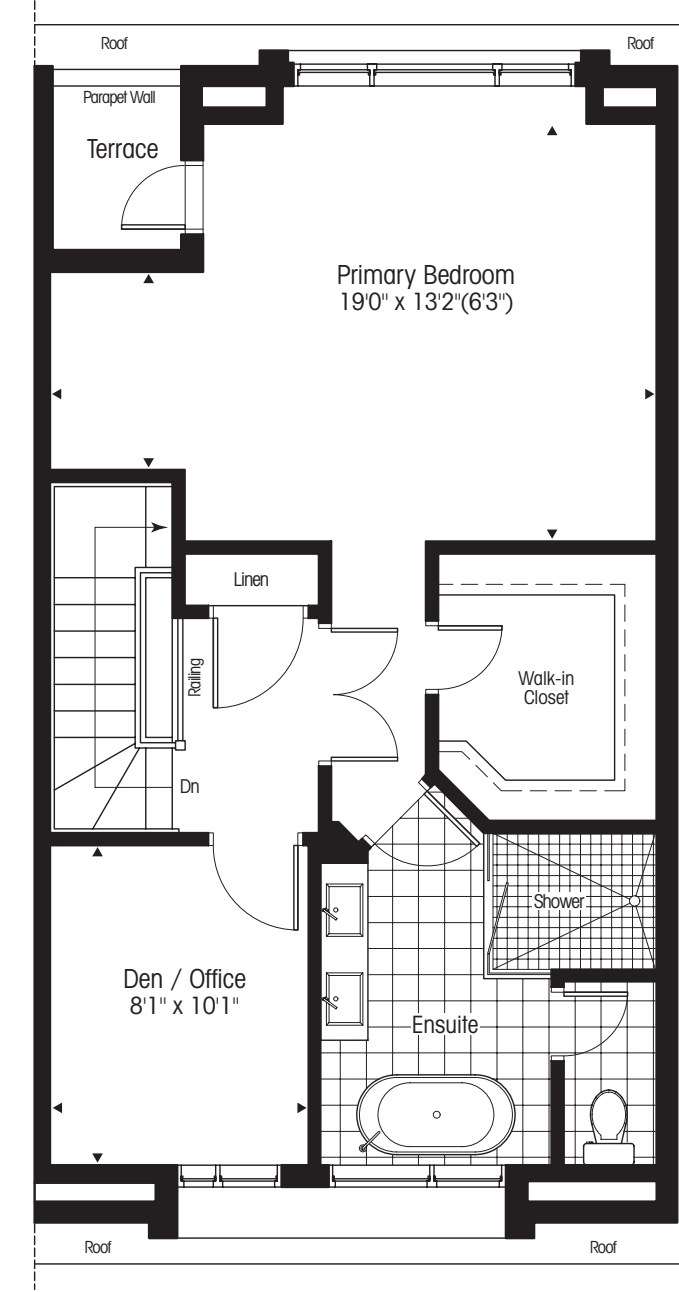 Roof
Roof
Parapet Wall
Terrace
Primary Bedroom
19'0" x 13'2"(6'3")
Linen
Railing
Walk-in
Closet
Dn
Shower
Den / Office
8'1" x 10'1"
Ensuite
Roof
Roof